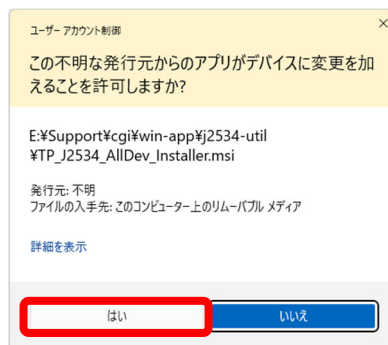 ユーザー アカウント制御
×
この不明な発行元からのアプリがデバイスに変更を加
えることを許可しますか?
E:¥Support¥cgi¥win-app¥j2534-util
¥TP_J2534_AllDev_Installer.msi
発行元: 不明
ファイルの入手先: このコンピューター上のリムーバブル メディア
詳細を表示
はい
いいえ